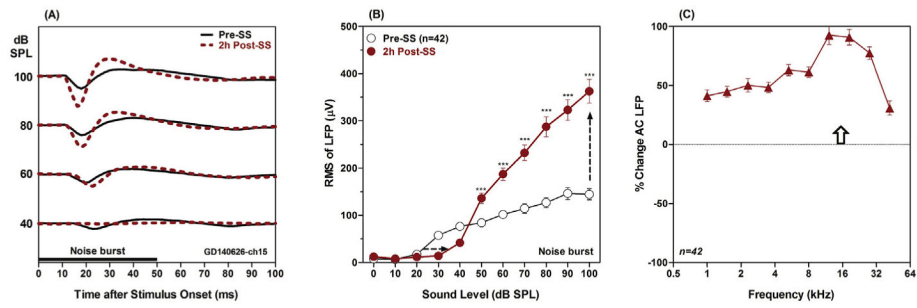 (A)
dB
SPL
Pre-SS
2h Post-SS
100
80
60
40
Noise burst
GD140626-ch15
0 10 20 30 40 50 60 70 80 90 100
Time after Stimulus Onset (ms)
(B)
Pre-SS (n=42)
2h Post-SS
RMS of LFP (µV)
500
400
300
200
100
0
***
***
***
***
***
***
Noise burst
0 10 20 30 40 50 60 70 80 90 100
Sound Level (dB SPL)
(C)
% Change AC LFP
100
50
0
-50
-100
n=42
0.5 1 2 4 8 16 32 64
Frequency (kHz)